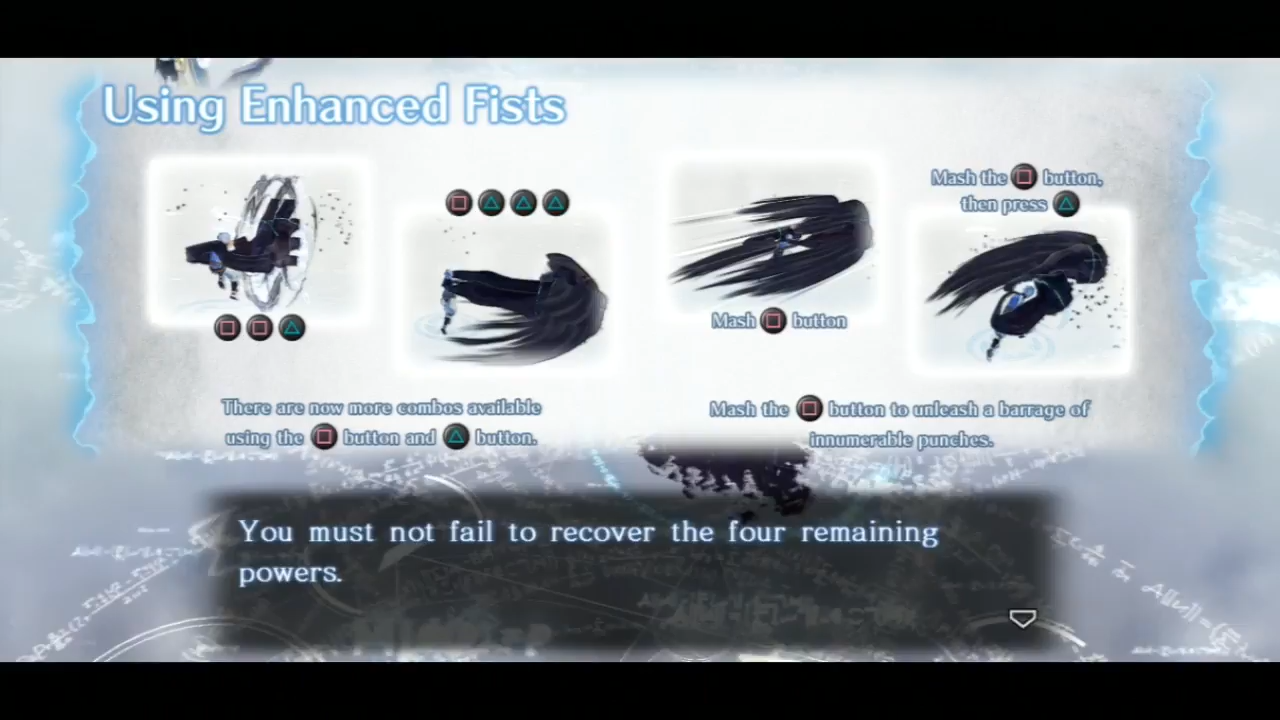 Using Enhanced Fists
Mash the □ button,
then press △
□ △ △ △
□ □ △
Mash □ button
There are now more combos available
using the □ button and △ button.
Mash the □ button to unleash a barrage of
innumerable punches.
You must not fail to recover the four remaining
powers.